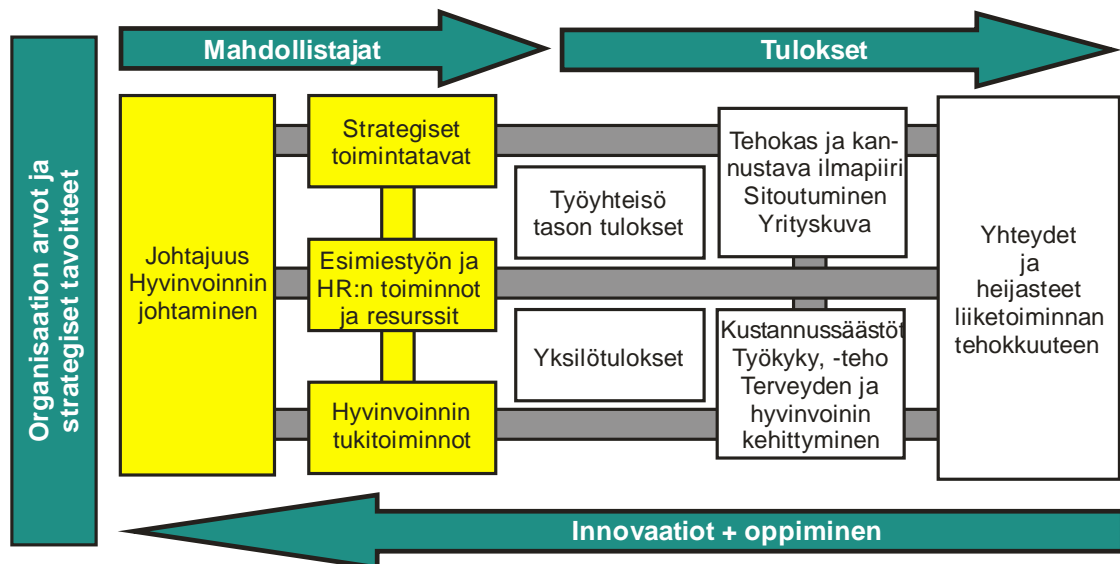 Organisaation arvot ja
strategiset tavoitteet
Mahdollistajat
Tulokset
Johtajuus
Hyvinvoinnin
johtaminen
Strategiset
toimintatavat
Esimiestyön ja
HR:n toiminnot
ja resurssit
Hyvinvoinnin
tukitoiminnot
Työyhteisö
tason tulokset
Yksilötulokset
Tehokas ja kan-
nustava ilmapiiri
Sitoutuminen
Yrityskuva
Kustannussäästöt
Työkyky, -teho
Terveyden ja
hyvinvoinin
kehittyminen
Yhteydet
ja
heijasteet
liiketoiminnan
tehokkuuteen
Innovaatiot + oppiminen